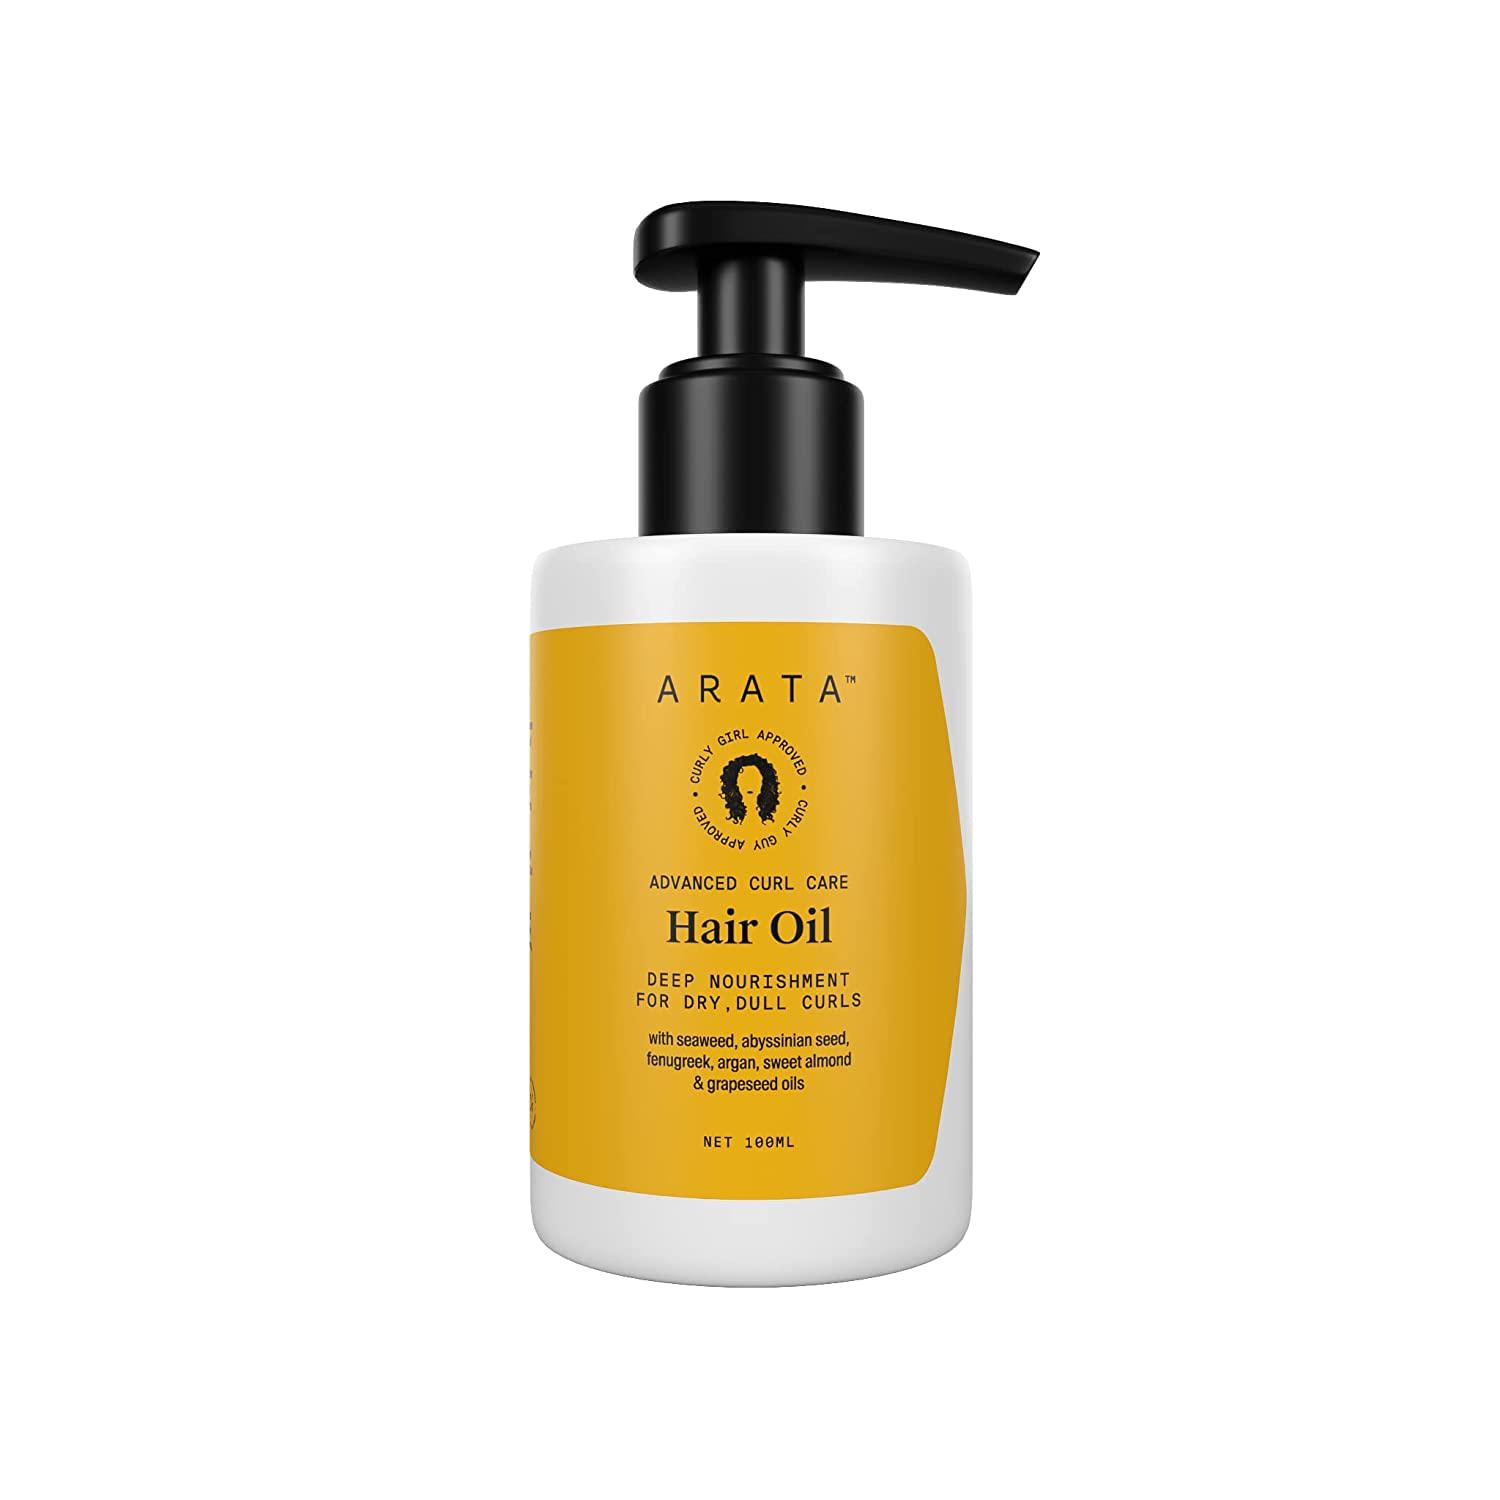 ARATA™
CURLY GIRL APPROVED • CURLY GUY APPROVED •
ADVANCED CURL CARE
Hair Oil
DEEP NOURISHMENT
FOR DRY, DULL CURLS
with seaweed, abyssinian seed,
fenugreek, argan, sweet almond
& grapeseed oils
NET 100ML